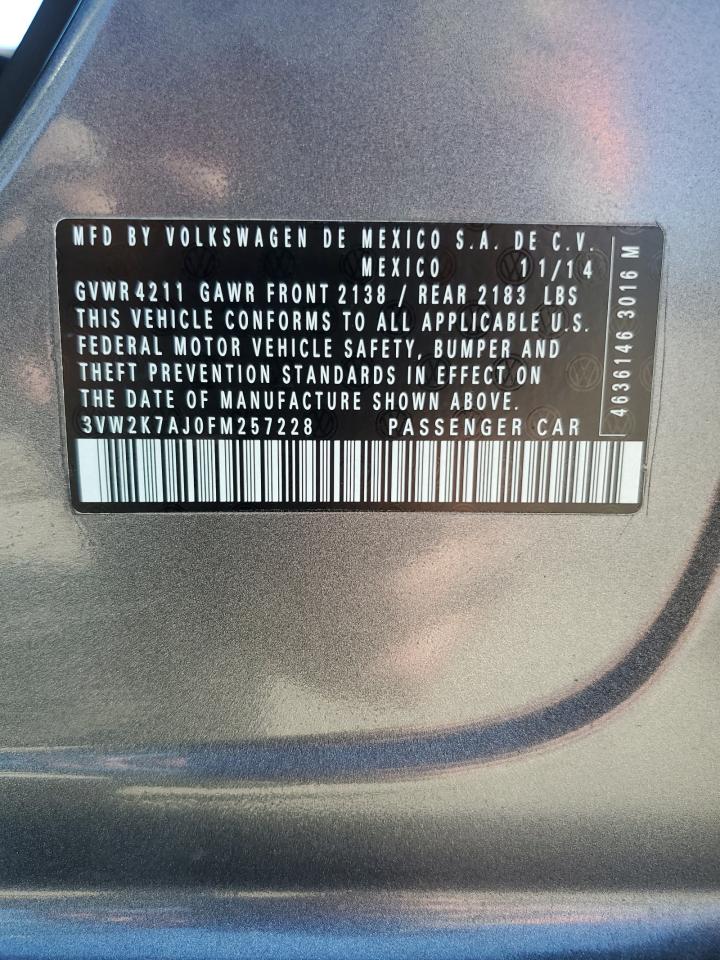 MFD BY VOLKSWAGEN DE MEXICO S.A. DE C.V.
MEXICO 11/14
GVWR 4211 GAWR FRONT 2138 / REAR 2183 LBS
THIS VEHICLE CONFORMS TO ALL APPLICABLE U.S.
FEDERAL MOTOR VEHICLE SAFETY, BUMPER AND
THEFT PREVENTION STANDARDS IN EFFECT ON
THE DATE OF MANUFACTURE SHOWN ABOVE.
3VW2K7AJ0FM257228 PASSENGER CAR
4636146 3016 M